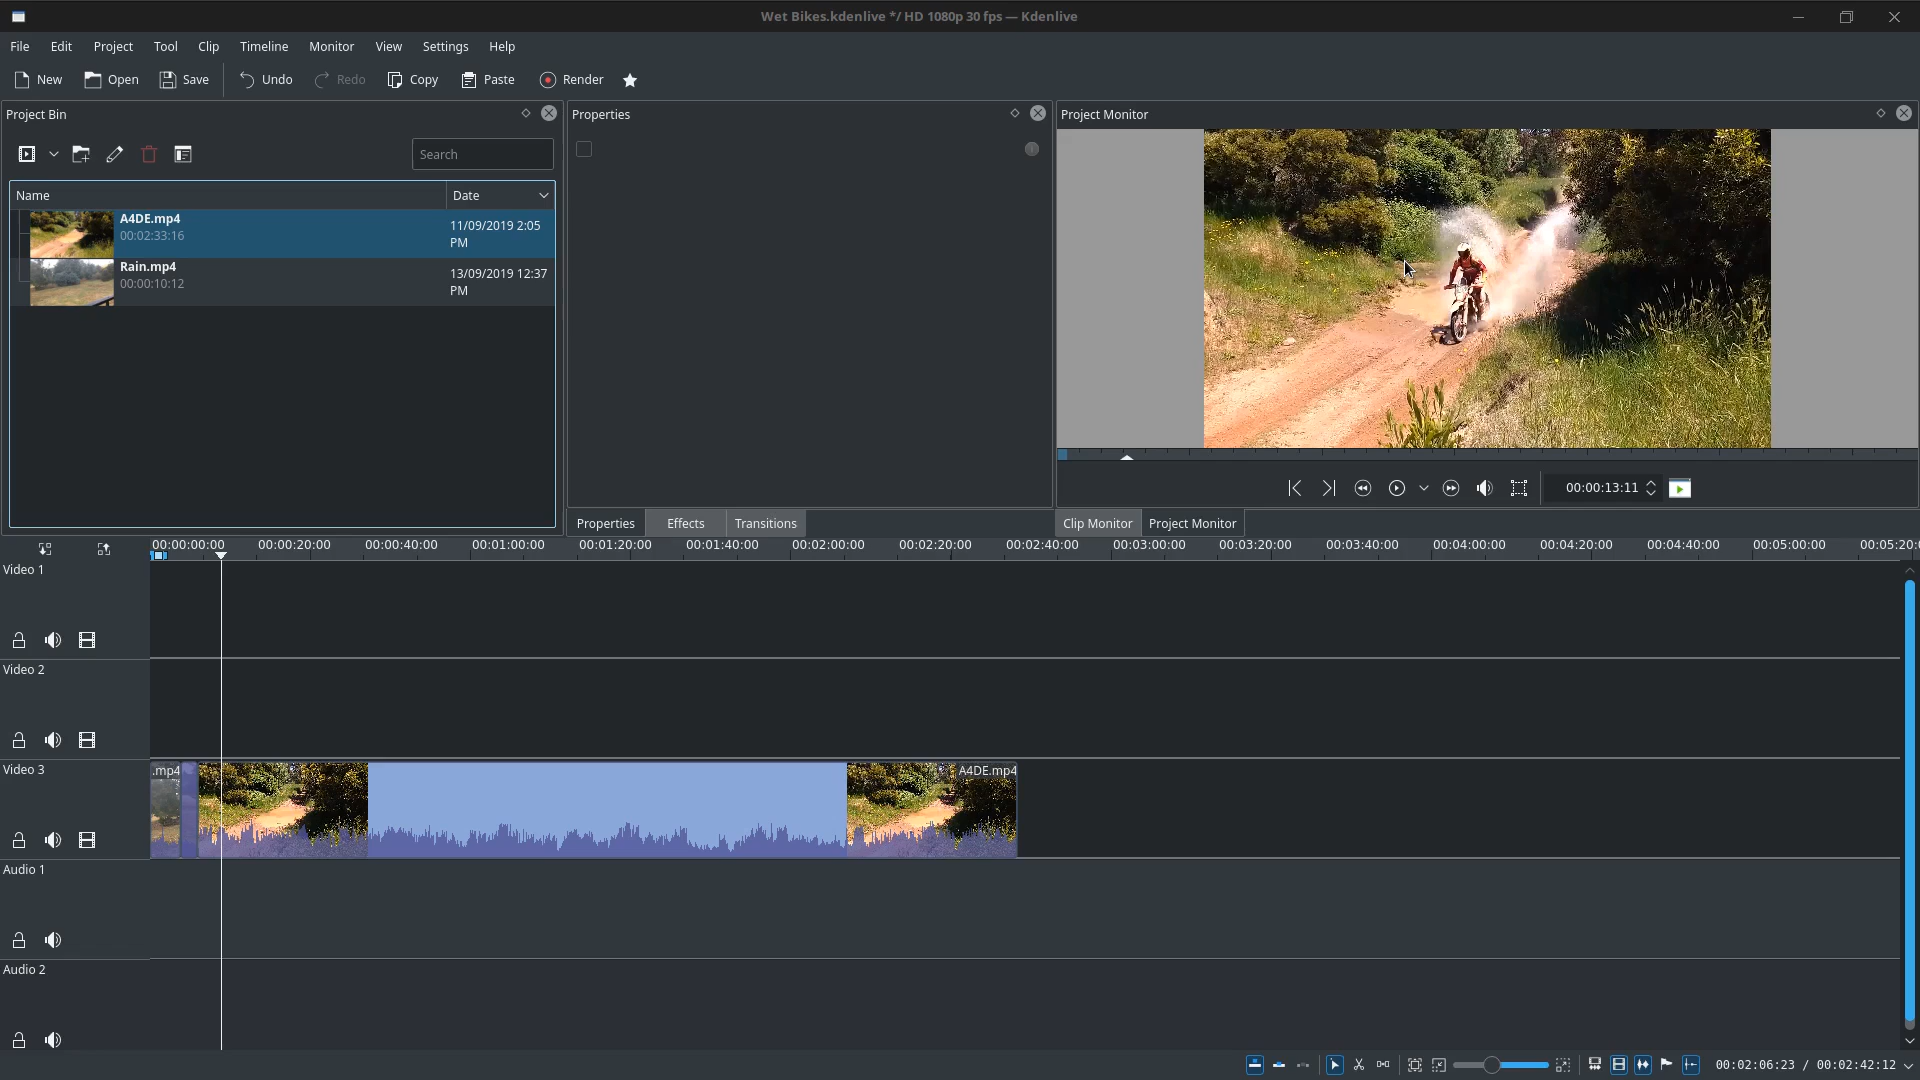 Wet Bikes.kdenlive */ HD 1080p 30 fps — Kdenlive
File Edit Project Tool Clip Timeline Monitor View Settings Help
New Open Save Undo Redo Copy Paste Render
Project Bin
Search
Name Date
A4DE.mp4
00:02:33:16
11/09/2019 2:05
PM
Rain.mp4
00:00:10:12
13/09/2019 12:37
PM
Properties
Properties Effects Transitions
Project Monitor
00:00:13:11
Clip Monitor Project Monitor
00:00:00:00 00:00:20:00 00:00:40:00 00:01:00:00 00:01:20:00 00:01:40:00 00:02:00:00 00:02:20:00 00:02:40:00 00:03:00:00 00:03:20:00 00:03:40:00 00:04:00:00 00:04:20:00 00:04:40:00 00:05:00:00 00:05:20:0
Video 1
Video 2
Video 3
.mp4 A4DE.mp4
Audio 1
Audio 2
00:02:06:23 / 00:02:42:12